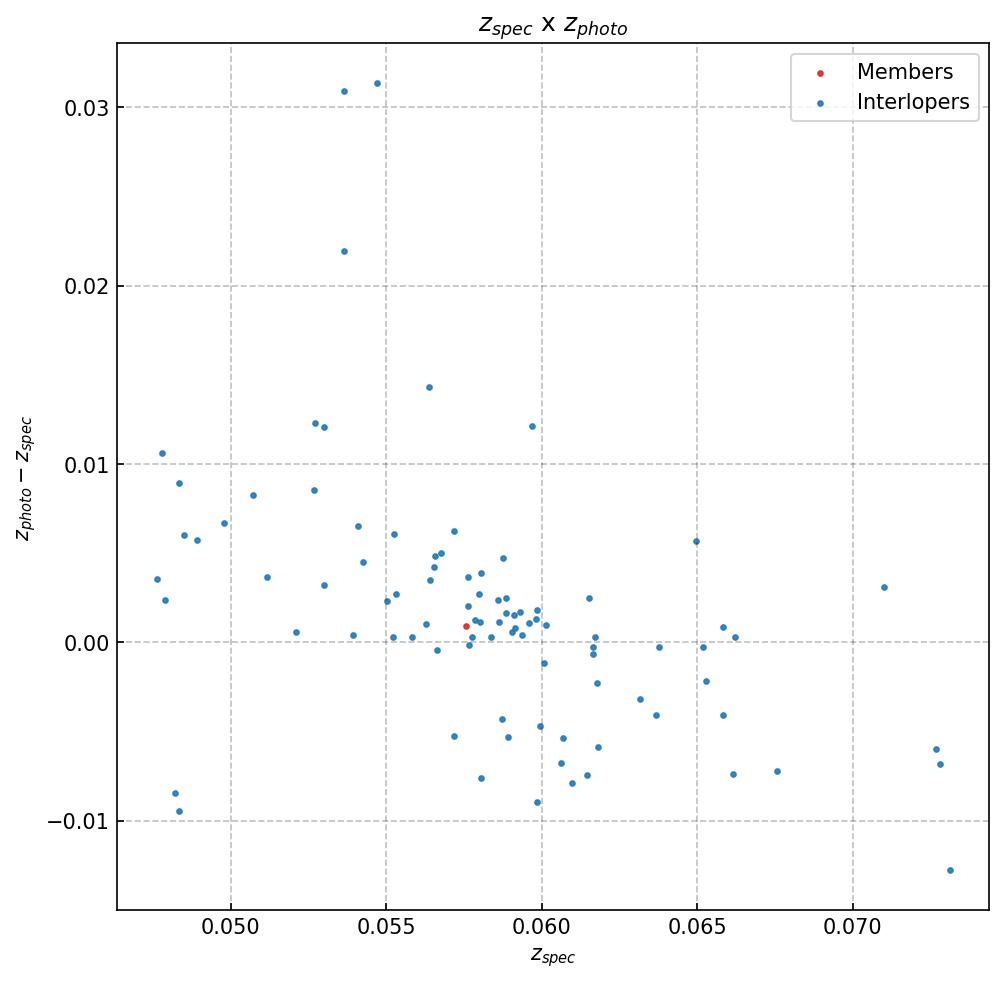 z_spec x z_photo
Members
Interlopers
z_photo − z_spec
0.03
0.02
0.01
0.00
−0.01
0.050 0.055 0.060 0.065 0.070
z_spec